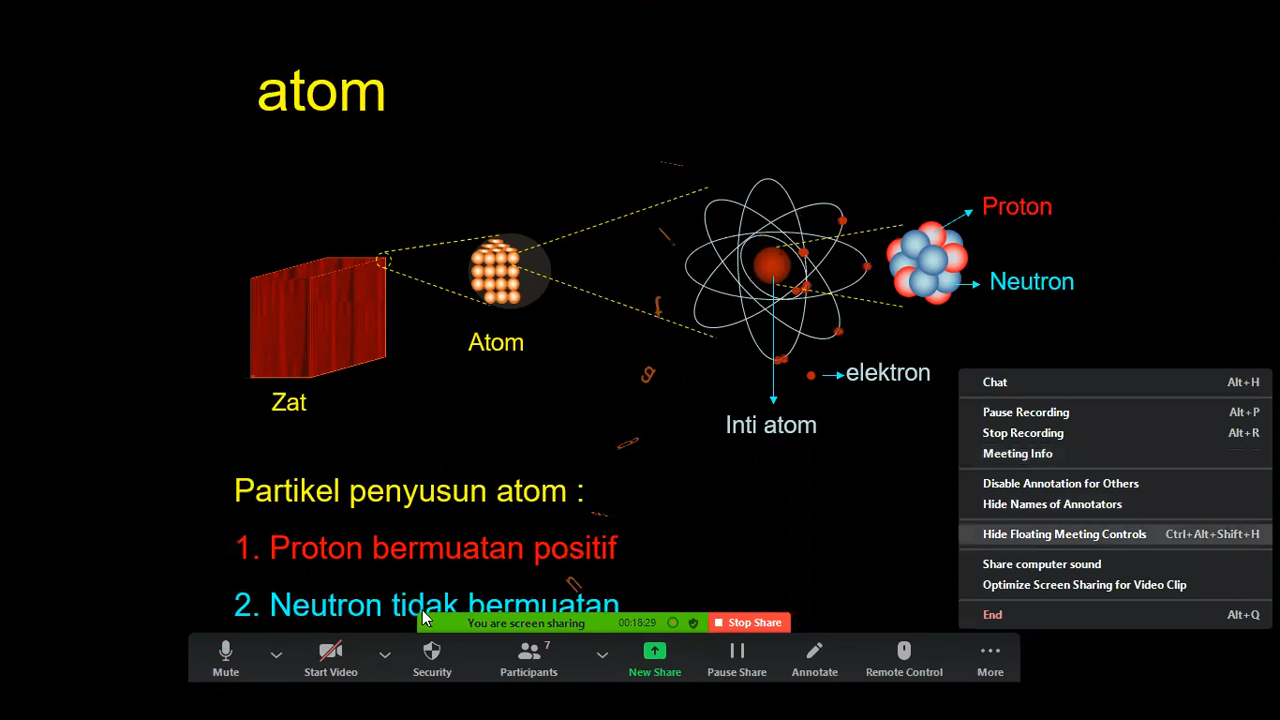 atom
Proton
Neutron
Atom
elektron
Zat
Inti atom
Partikel penyusun atom :
1. Proton bermuatan positif
2. Neutron tidak bermuatan
Chat Alt+H
Pause Recording Alt+P
Stop Recording Alt+R
Meeting Info
Disable Annotation for Others
Hide Names of Annotators
Hide Floating Meeting Controls Ctrl+Alt+Shift+H
Share computer sound
Optimize Screen Sharing for Video Clip
End Alt+Q
You are screen sharing 00:18:29 Stop Share
7
Mute Start Video Security Participants New Share Pause Share Annotate Remote Control More